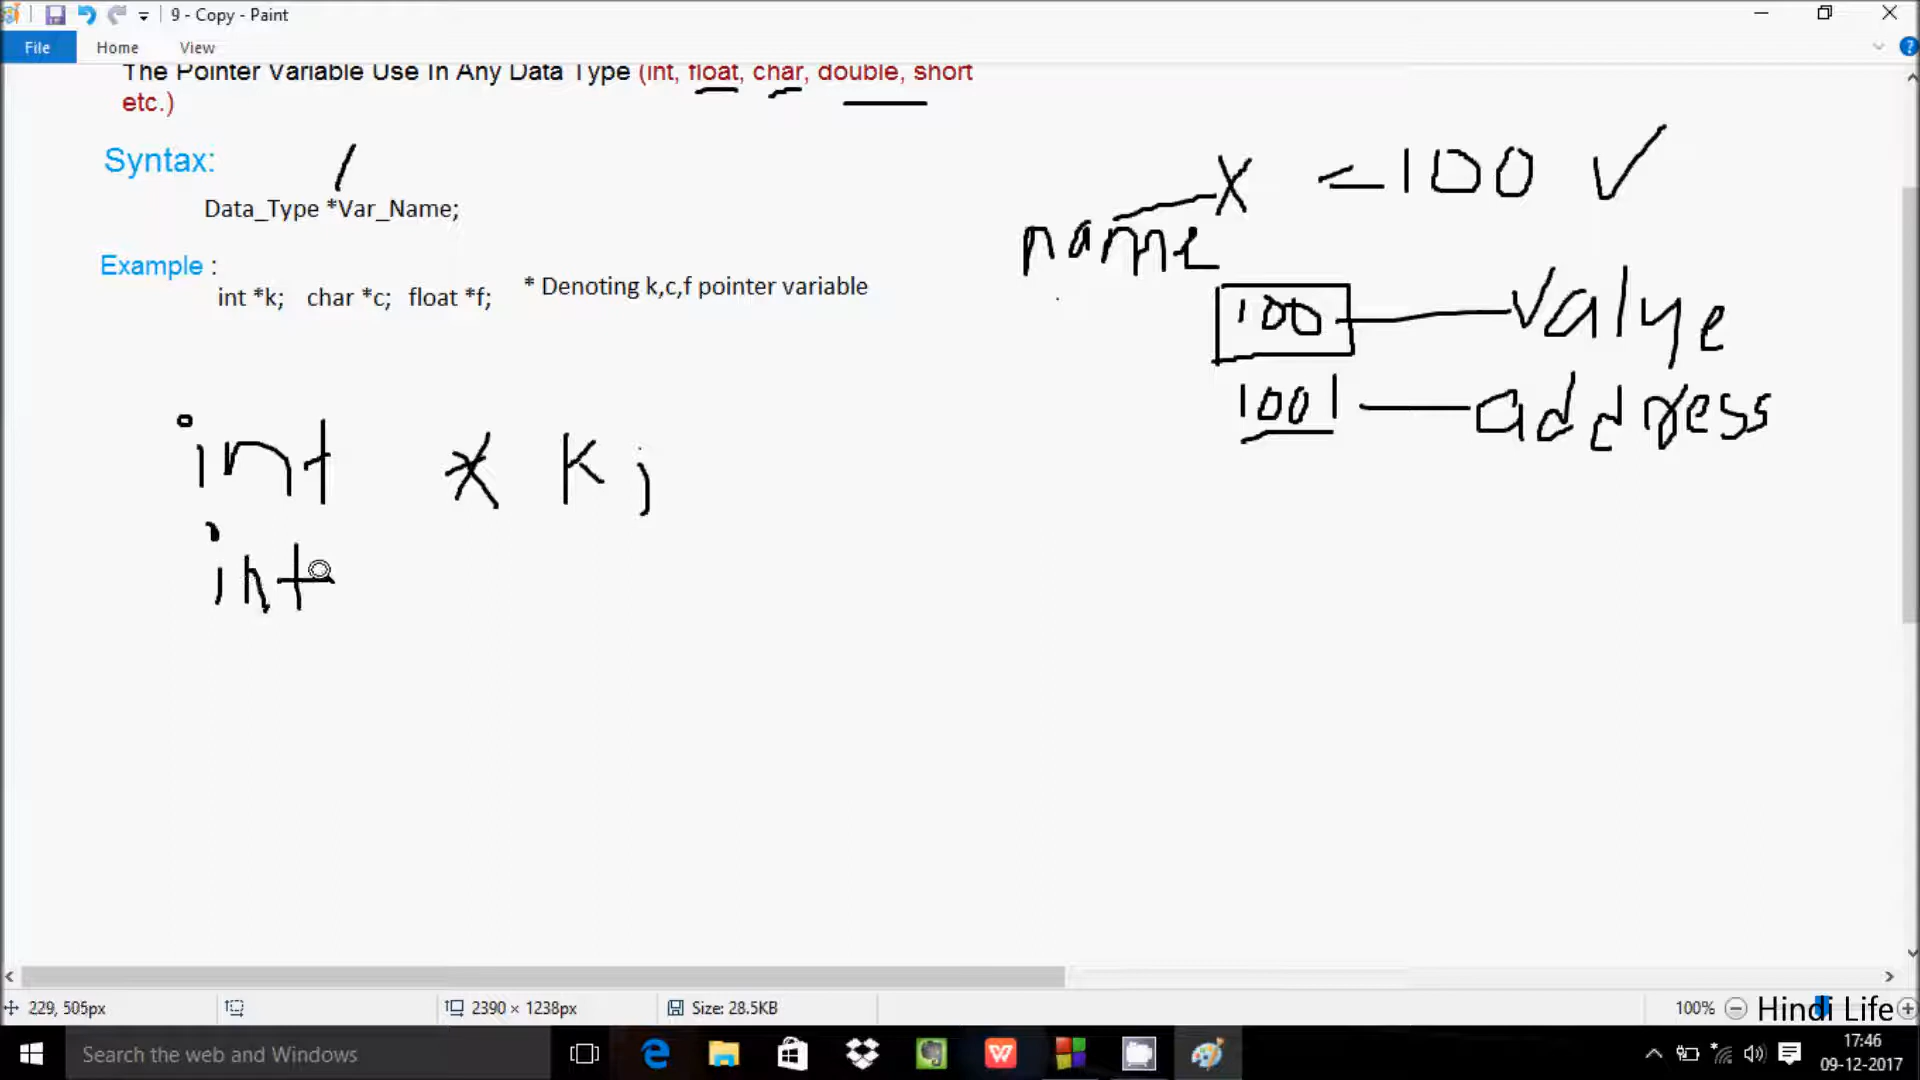 9 - Copy - Paint
File Home View
The Pointer Variable Use In Any Data Type (int, float, char, double, short
etc.)
Syntax:
Data_Type *Var_Name;
Example :
int *k; char *c; float *f; * Denoting k,c,f pointer variable
int * K ;
int
X = 100
name
100 value
1001 address
229, 505px 2390 × 1238px Size: 28.5KB 100%
Hindi Life
Search the web and Windows
17:46
09-12-2017